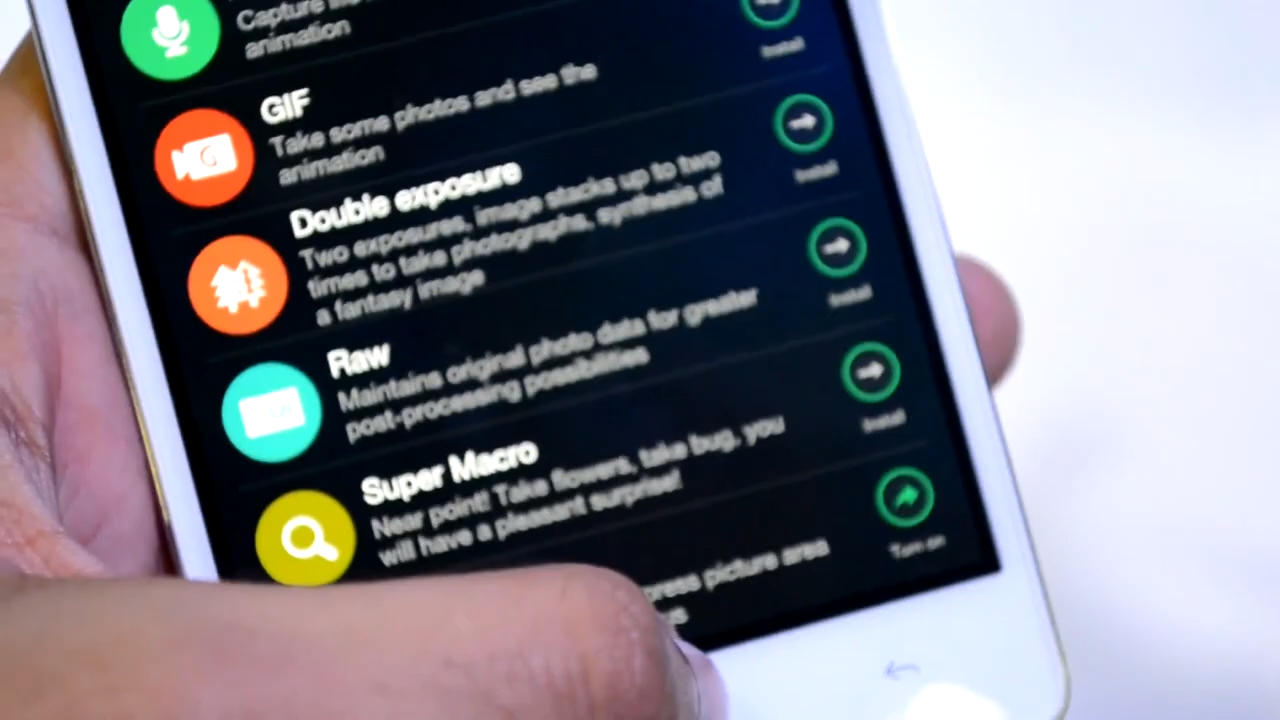 Capture
animation
Install
GIF
Take some photos and see the
animation
Install
Double exposure
Two exposures, image stacks up to two
times to take photographs, synthesis of
a fantasy image
Install
Raw
Maintains original photo data for greater
post-processing possibilities
Install
Super Macro
Near point! Take flowers, take bug, you
will have a pleasant surprise!
Turn on
press picture area